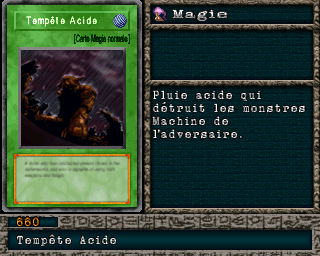 Tempête Acide
[Carte Magie normale]
Magie
Pluie acide qui
détruit les monstres
Machine de
l'adversaire.
660
Tempête Acide